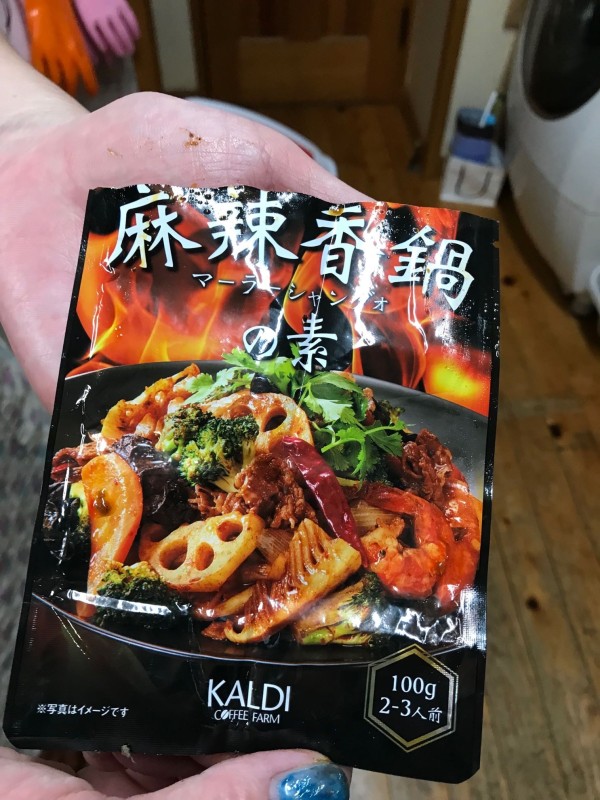 麻辣香鍋
マーラーシャングオ
の素
KALDI
COFFEE FARM
100g
2-3人前
※写真はイメージです